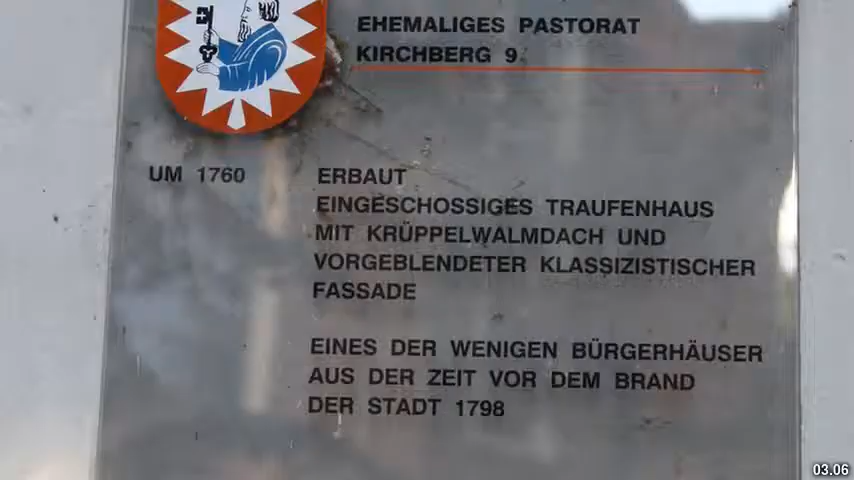 EHEMALIGES PASTORAT
KIRCHBERG 9
UM 1760 ERBAUT
EINGESCHOSSIGES TRAUFENHAUS
MIT KRÜPPELWALMDACH UND
VORGEBLENDETER KLASSIZISTISCHER
FASSADE
EINES DER WENIGEN BÜRGERHÄUSER
AUS DER ZEIT VOR DEM BRAND
DER STADT 1798
03.06